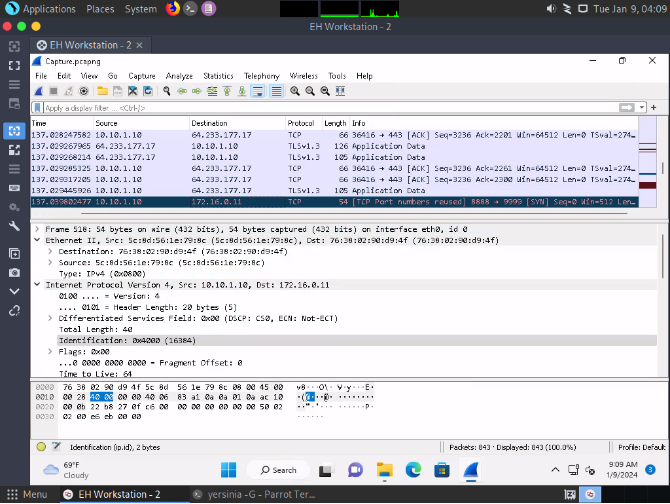 Applications Places System Tue Jan 9, 04:09
EH Workstation - 2
EH Workstation - 2 ×
Capture.pcapng
File Edit View Go Capture Analyze Statistics Telephony Wireless Tools Help
Apply a display filter ... <Ctrl-/>
Time Source Destination Protocol Length Info
137.028247582 10.10.1.10 64.233.177.17 TCP 66 36416 → 443 [ACK] Seq=3236 Ack=2201 Win=64512 Len=0 TSval=274…
137.029267965 64.233.177.17 10.10.1.10 TLSv1.3 126 Application Data
137.029268214 64.233.177.17 10.10.1.10 TLSv1.3 105 Application Data
137.029285325 10.10.1.10 64.233.177.17 TCP 66 36416 → 443 [ACK] Seq=3236 Ack=2261 Win=64512 Len=0 TSval=274…
137.029317205 10.10.1.10 64.233.177.17 TCP 66 36416 → 443 [ACK] Seq=3236 Ack=2300 Win=64512 Len=0 TSval=274…
137.029445926 10.10.1.10 64.233.177.17 TLSv1.3 105 Application Data
137.039802477 10.10.1.10 172.16.0.11 TCP 54 [TCP Port numbers reused] 8888 → 9999 [SYN] Seq=0 Win=512 Len…
Frame 518: 54 bytes on wire (432 bits), 54 bytes captured (432 bits) on interface eth0, id 0
Ethernet II, Src: 5c:8d:56:1e:79:8c (5c:8d:56:1e:79:8c), Dst: 76:38:02:90:d9:4f (76:38:02:90:d9:4f)
Destination: 76:38:02:90:d9:4f (76:38:02:90:d9:4f)
Source: 5c:8d:56:1e:79:8c (5c:8d:56:1e:79:8c)
Type: IPv4 (0x0800)
Internet Protocol Version 4, Src: 10.10.1.10, Dst: 172.16.0.11
0100 .... = Version: 4
.... 0101 = Header Length: 20 bytes (5)
Differentiated Services Field: 0x00 (DSCP: CS0, ECN: Not-ECT)
Total Length: 40
Identification: 0x4000 (16384)
Flags: 0x00
...0 0000 0000 0000 = Fragment Offset: 0
Time to Live: 64
0000 76 38 02 90 d9 4f 5c 8d 56 1e 79 8c 08 00 45 00 v8···O\· V·y···E·
0010 00 28 40 00 00 00 40 06 83 a1 0a 0a 01 0a ac 10 ·(@···@· ········
0020 00 0b 22 b8 27 0f c6 00 00 00 00 00 00 00 50 02
0030 02 00 e6 eb 00 00 ······
Identification (ip.id), 2 bytes Packets: 843 · Displayed: 843 (100.0%) Profile: Default
69°F
Cloudy
Search
9:09 AM
1/9/2024
3
Menu EH Workstation - 2 yersinia -G - Parrot Ter...